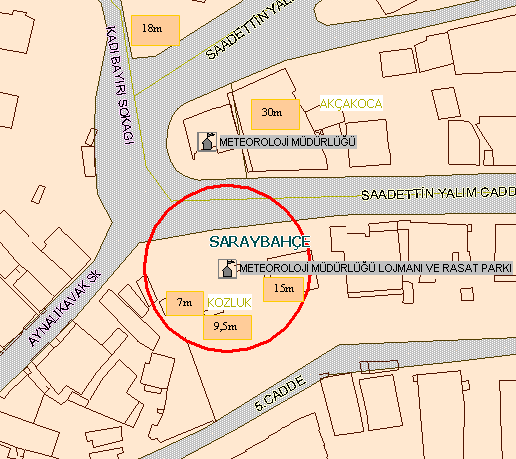 18m
SAADETTİN YALIM
KADI BAYIRI SOKAĞI
AKÇAKOCA
30m
METEOROLOJİ MÜDÜRLÜĞÜ
SAADETTİN YALIM CADD
SARAYBAHÇE
METEOROLOJİ MÜDÜRLÜĞÜ LOJMANI VE RASAT PARKI
15m
7m
KOZLUK
9,5m
AYNALIKAVAK SK
5.CADDE